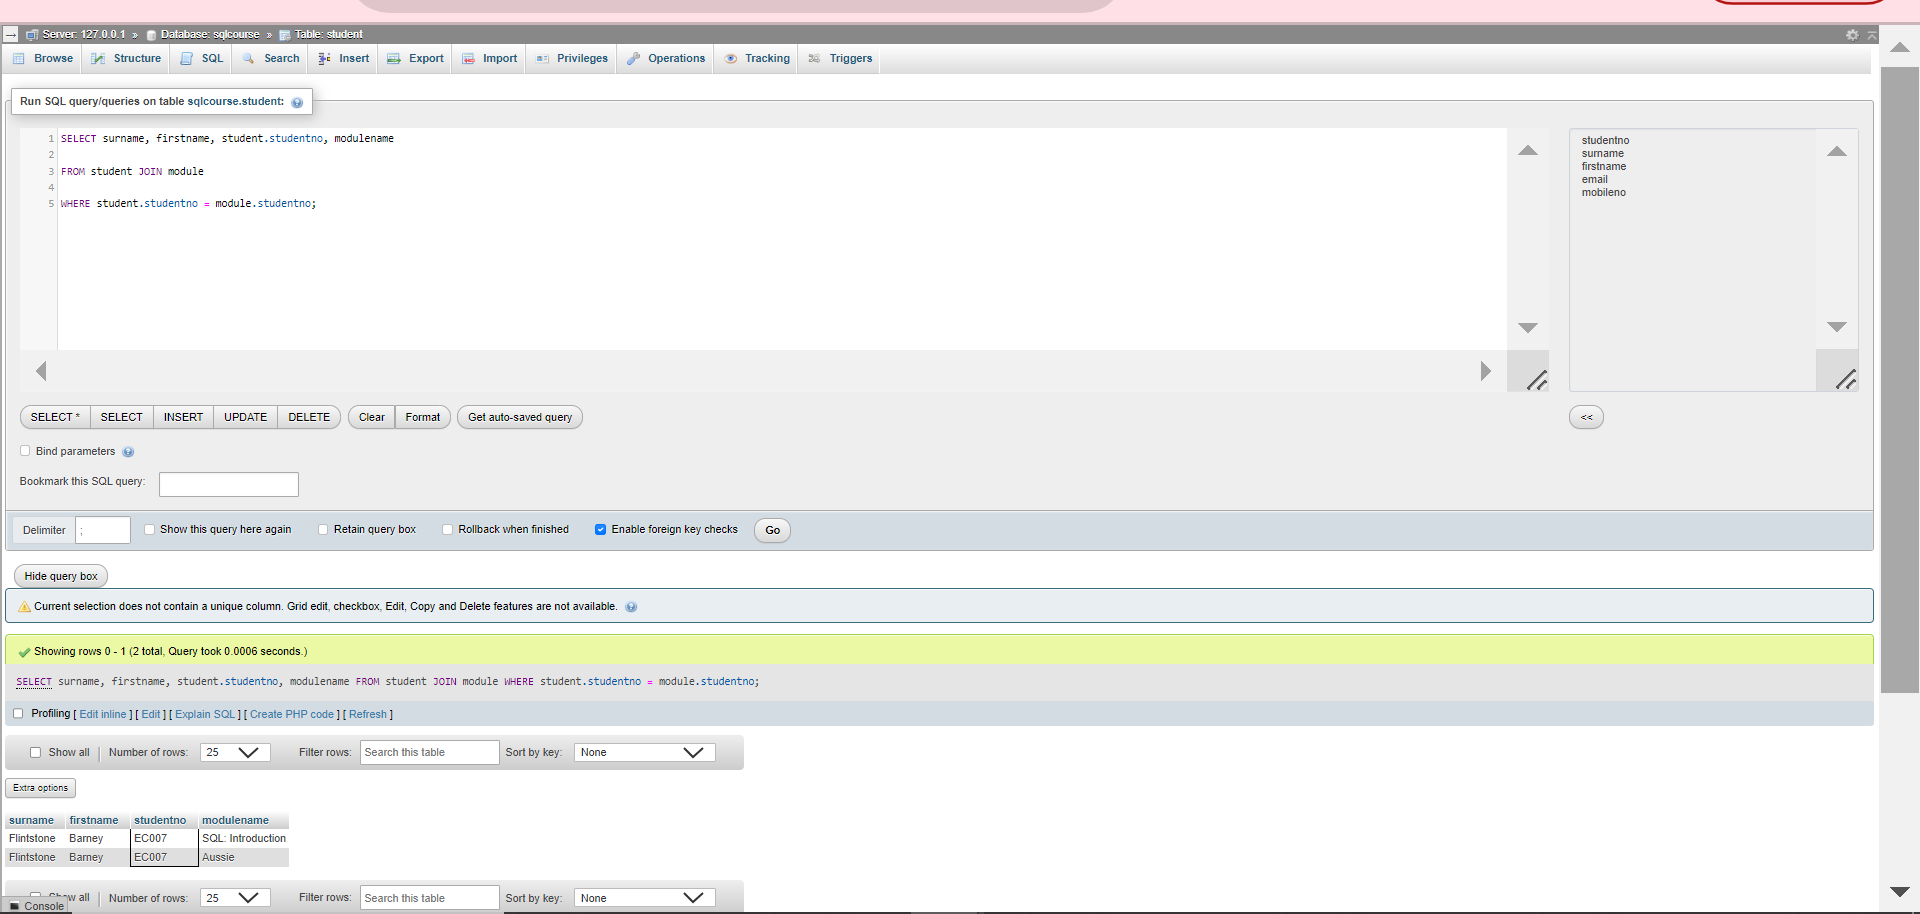 Server: 127.0.0.1 » Database: sqlcourse » Table: student
Browse Structure SQL Search Insert Export Import Privileges Operations Tracking Triggers
Run SQL query/queries on table sqlcourse.student:
1 SELECT surname, firstname, student.studentno, modulename
2
3 FROM student JOIN module
4
5 WHERE student.studentno = module.studentno;
studentno
surname
firstname
email
mobileno
SELECT * SELECT INSERT UPDATE DELETE Clear Format Get auto-saved query <<
Bind parameters
Bookmark this SQL query:
Delimiter ; Show this query here again Retain query box Rollback when finished Enable foreign key checks Go
Hide query box
Current selection does not contain a unique column. Grid edit, checkbox, Edit, Copy and Delete features are not available.
Showing rows 0 - 1 (2 total, Query took 0.0006 seconds.)
SELECT surname, firstname, student.studentno, modulename FROM student JOIN module WHERE student.studentno = module.studentno;
Profiling [ Edit inline ] [ Edit ] [ Explain SQL ] [ Create PHP code ] [ Refresh ]
Show all Number of rows: 25 Filter rows: Search this table Sort by key: None
Extra options
surname firstname studentno modulename
Flintstone Barney EC007 SQL: Introduction
Flintstone Barney EC007 Aussie
Show all Number of rows: 25 Filter rows: Search this table Sort by key: None
Console